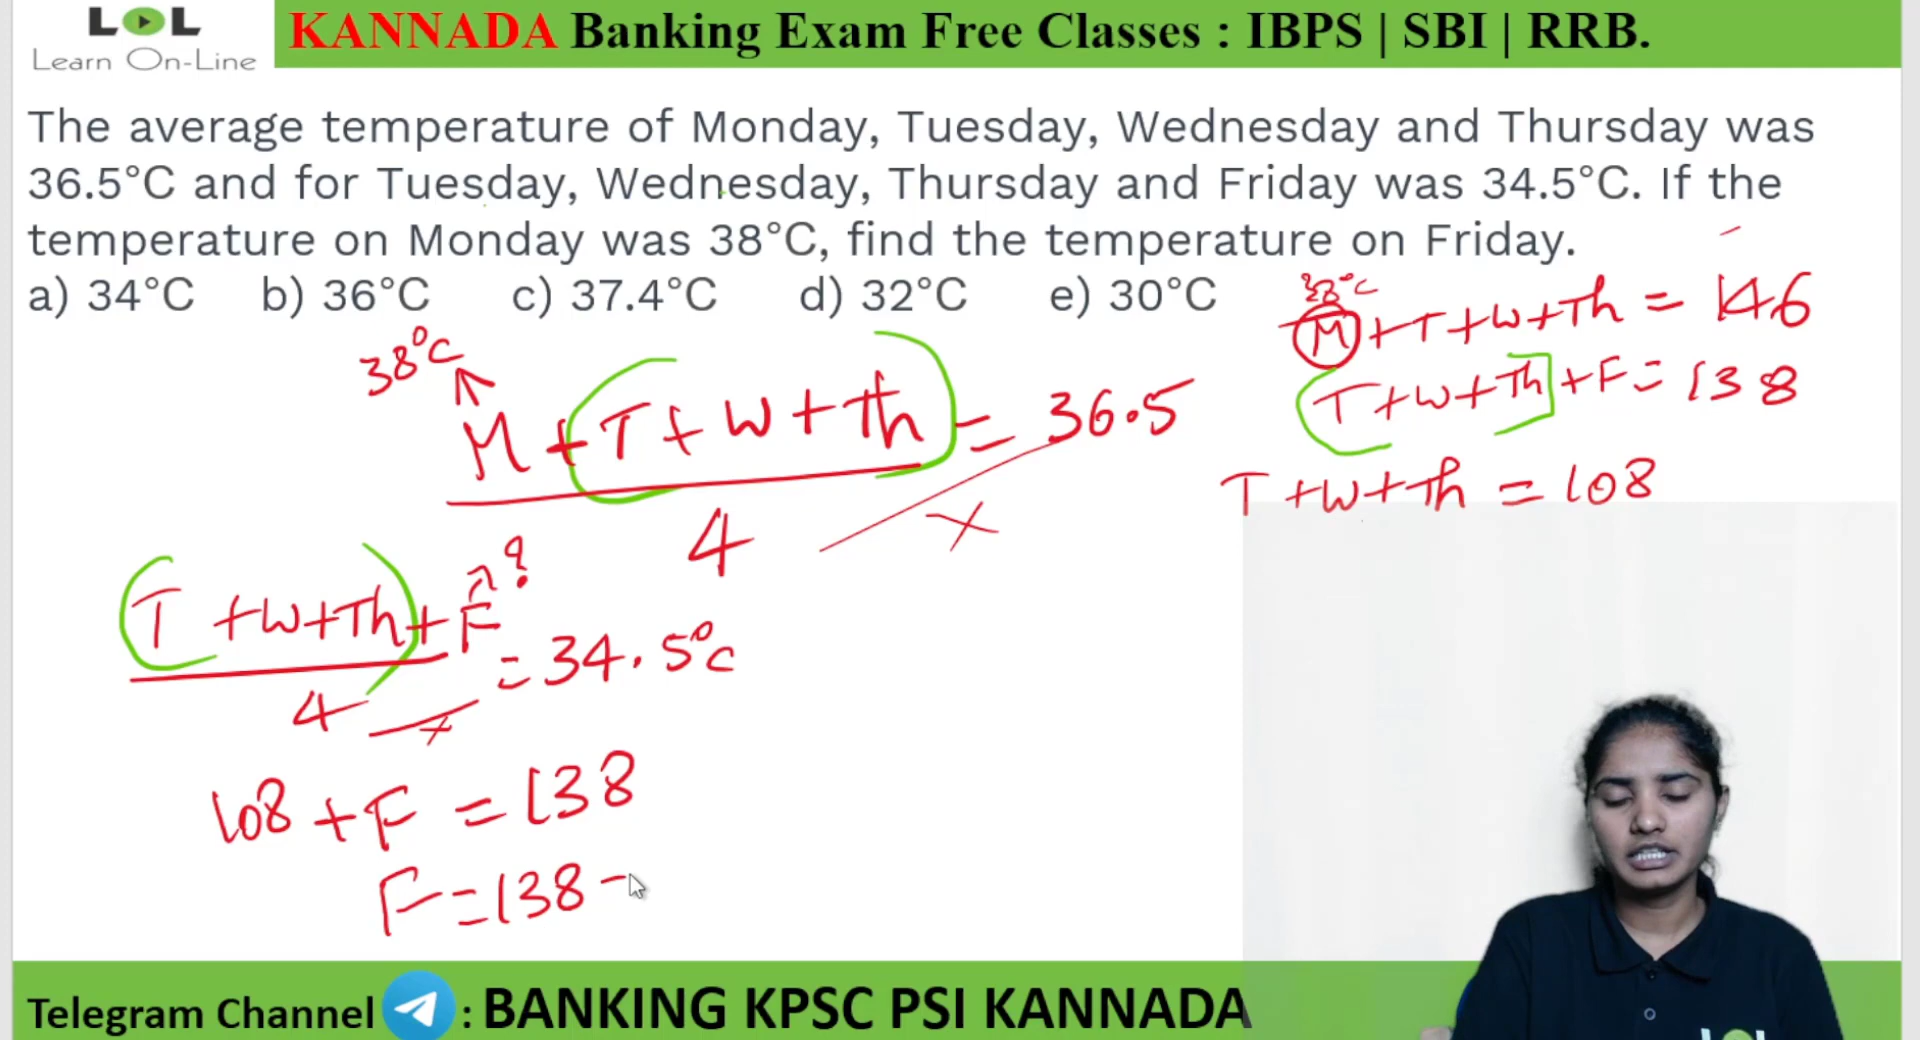 LOL
Learn On-Line
KANNADA Banking Exam Free Classes : IBPS | SBI | RRB.
The average temperature of Monday, Tuesday, Wednesday and Thursday was
36.5°C and for Tuesday, Wednesday, Thursday and Friday was 34.5°C. If the
temperature on Monday was 38°C, find the temperature on Friday.
a) 34°C b) 36°C c) 37.4°C d) 32°C e) 30°C
38°C
M + T + W + Th = 36.5
4
T + W + Th + F = 34.5°C
?
4
108 + F = 138
F = 138 -
38°C
M + T + W + Th = 146
T + W + Th + F = 138
T + W + Th = 108
Telegram Channel : BANKING KPSC PSI KANNADA